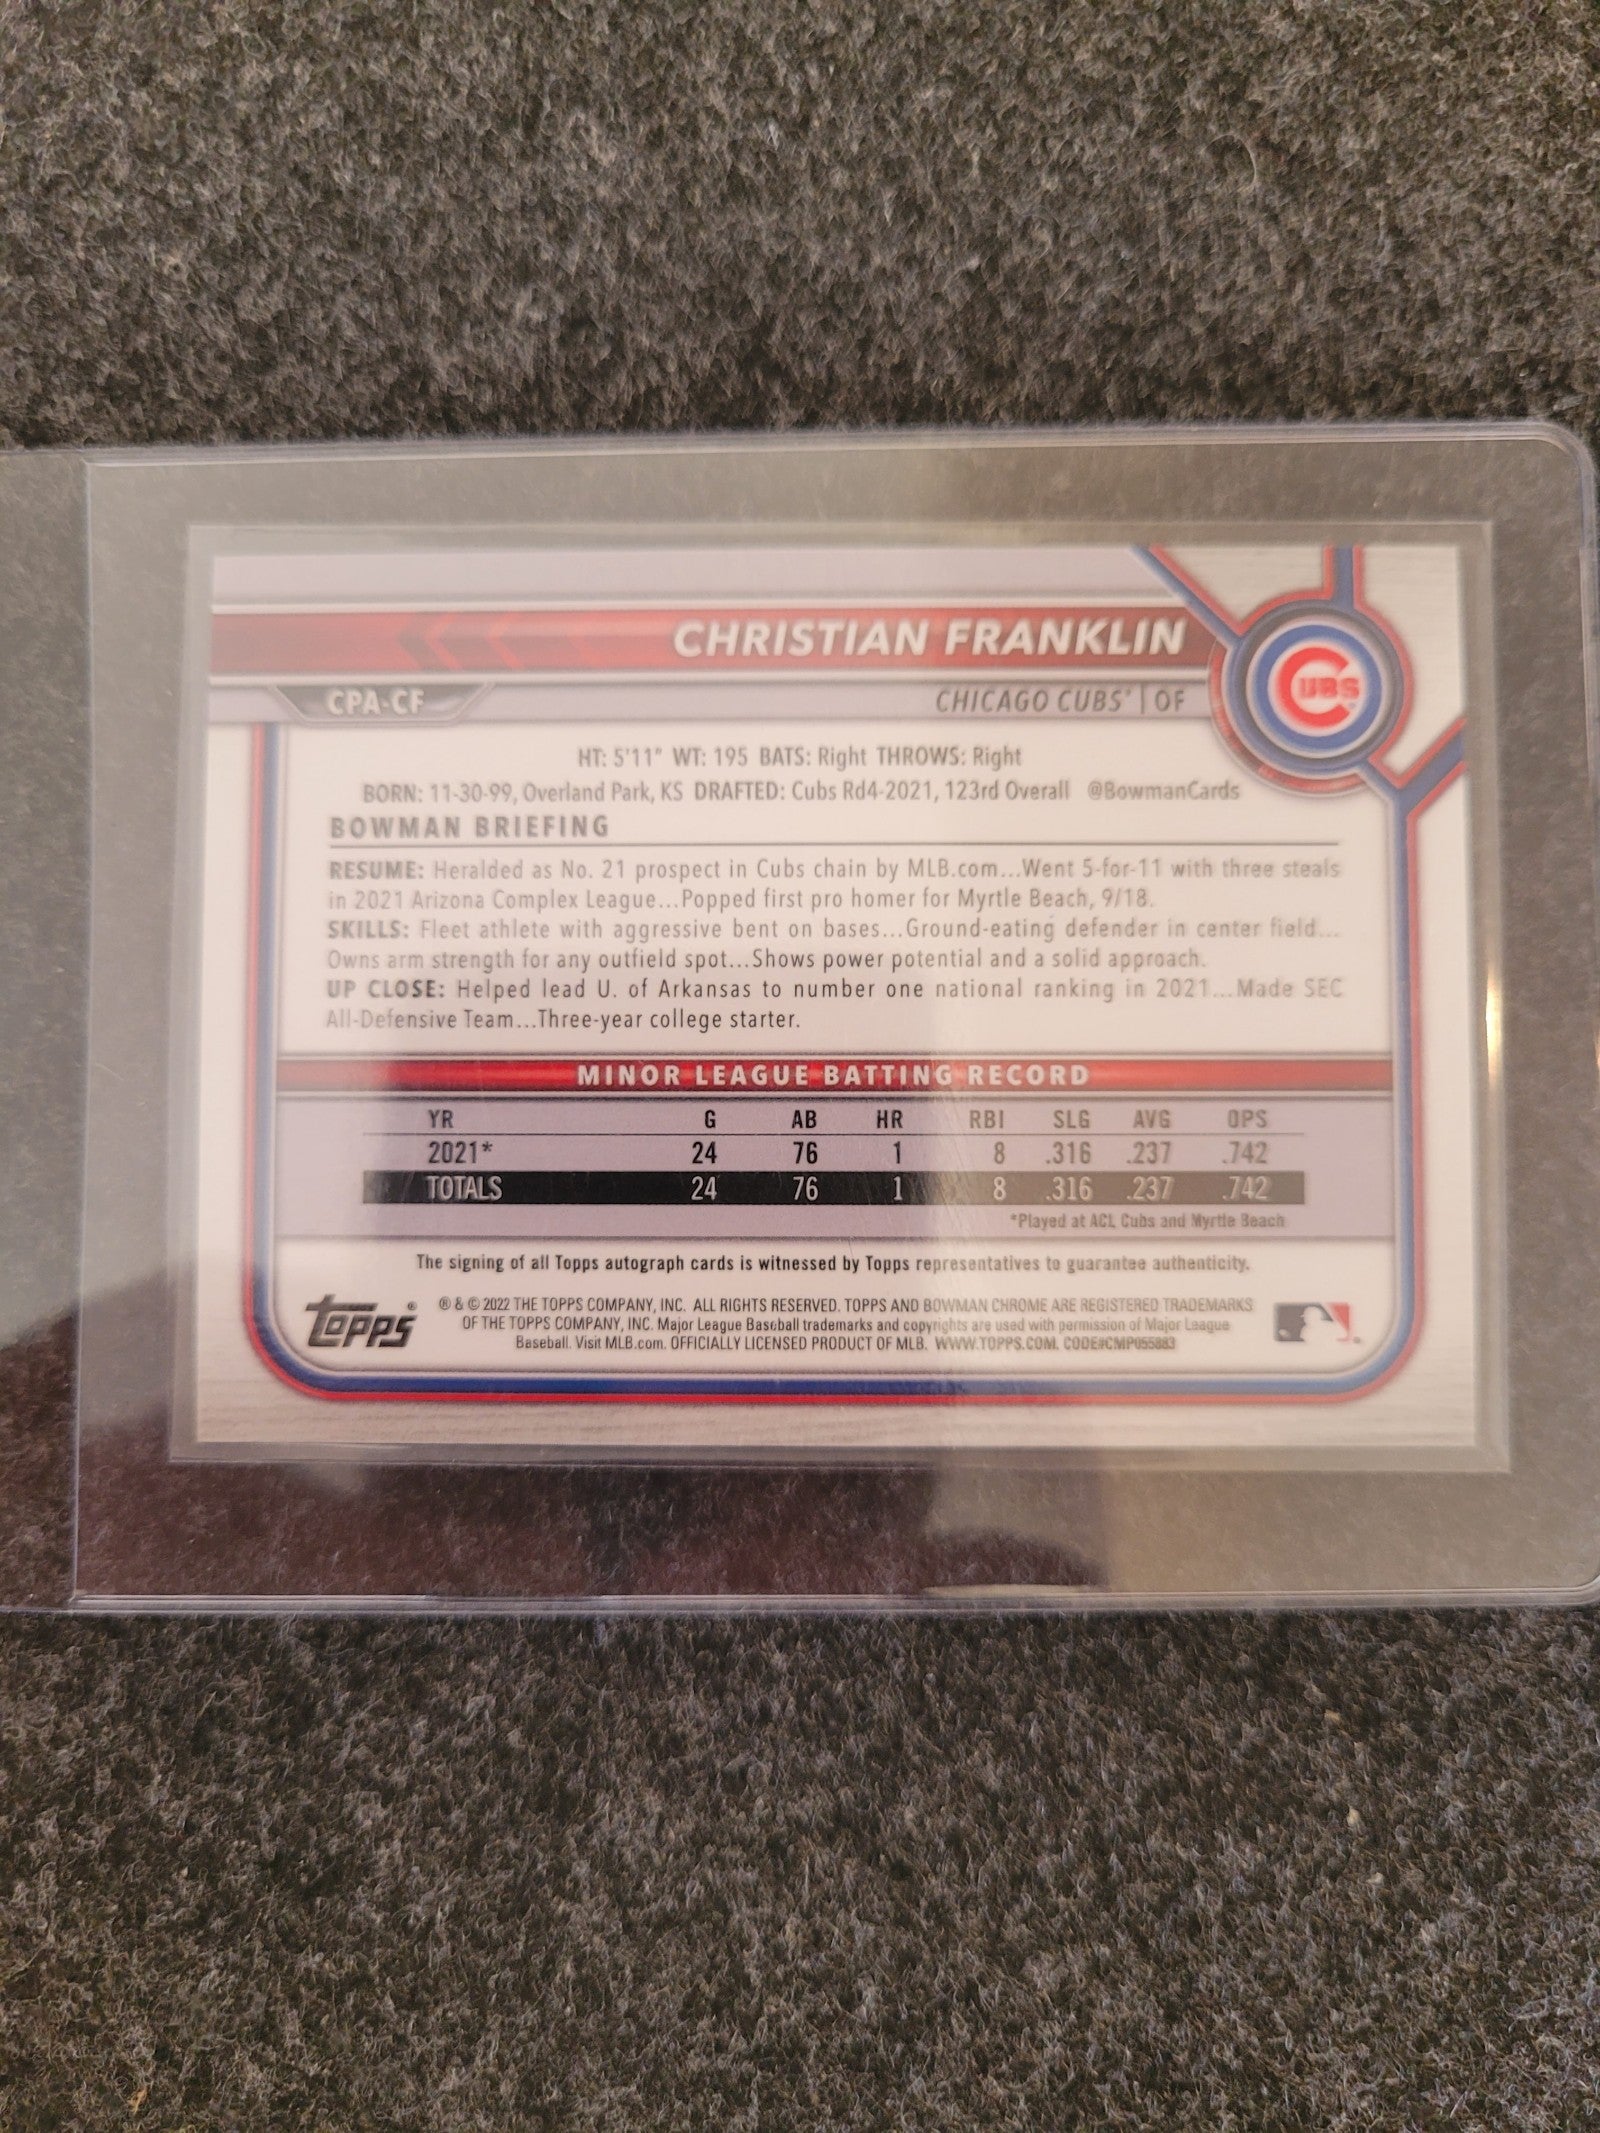 CHRISTIAN FRANKLIN
CPA-CF
CHICAGO CUBS® | OF
CUBS
HT: 5'11" WT: 195 BATS: Right THROWS: Right
BORN: 11-30-99, Overland Park, KS DRAFTED: Cubs Rd4-2021, 123rd Overall @BowmanCards
BOWMAN BRIEFING
RESUME: Heralded as No. 21 prospect in Cubs chain by MLB.com...Went 5-for-11 with three steals
in 2021 Arizona Complex League...Popped first pro homer for Myrtle Beach, 9/18.
SKILLS: Fleet athlete with aggressive bent on bases...Ground-eating defender in center field...
Owns arm strength for any outfield spot...Shows power potential and a solid approach.
UP CLOSE: Helped lead U. of Arkansas to number one national ranking in 2021...Made SEC
All-Defensive Team...Three-year college starter.
MINOR LEAGUE BATTING RECORD
YR G AB HR RBI SLG AVG OPS
2021* 24 76 1 8 .316 .237 .742
TOTALS 24 76 1 8 .316 .237 .742
*Played at ACL Cubs and Myrtle Beach
The signing of all Topps autograph cards is witnessed by Topps representatives to guarantee authenticity.
Topps®
® & © 2022 THE TOPPS COMPANY, INC. ALL RIGHTS RESERVED. TOPPS AND BOWMAN CHROME ARE REGISTERED TRADEMARKS
OF THE TOPPS COMPANY, INC. Major League Baseball trademarks and copyrights are used with permission of Major League
Baseball. Visit MLB.com. OFFICIALLY LICENSED PRODUCT OF MLB. WWW.TOPPS.COM. CODE#CMP055883